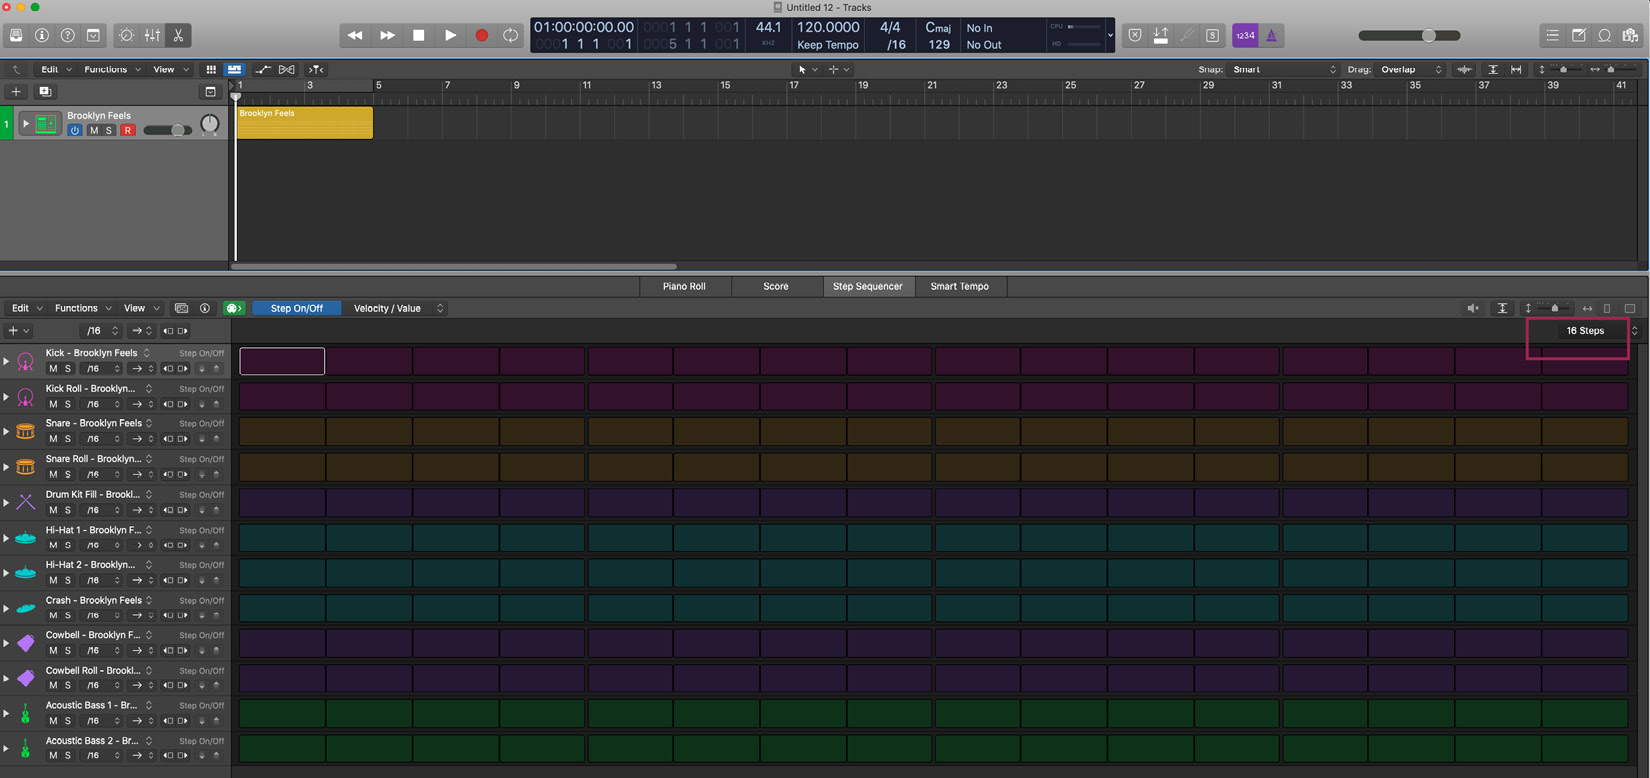 Untitled 12 - Tracks
01:00:00:00.00 0001 1 1 001 44.1 120.0000 4/4 Cmaj No In CPU
0001 1 1 001 0005 1 1 001 KHZ Keep Tempo /16 129 No Out HD
1234
Edit Functions View Snap: Smart Drag: Overlap
1 3 5 7 9 11 13 15 17 19 21 23 25 27 29 31 33 35 37 39 41
1 Brooklyn Feels
M S R
L R
Brooklyn Feels
Piano Roll Score Step Sequencer Smart Tempo
Edit Functions View Step On/Off Velocity / Value
/16 16 Steps
Kick - Brooklyn Feels Step On/Off
M S /16
Kick Roll - Brooklyn... Step On/Off
M S /16
Snare - Brooklyn Feels Step On/Off
M S /16
Snare Roll - Brooklyn... Step On/Off
M S /16
Drum Kit Fill - Brookl... Step On/Off
M S /16
Hi-Hat 1 - Brooklyn F... Step On/Off
M S /16
Hi-Hat 2 - Brooklyn... Step On/Off
M S /16
Crash - Brooklyn Feels Step On/Off
M S /16
Cowbell - Brooklyn F... Step On/Off
M S /16
Cowbell Roll - Brookl... Step On/Off
M S /16
Acoustic Bass 1 - Br... Step On/Off
M S /16
Acoustic Bass 2 - Br... Step On/Off
M S /16